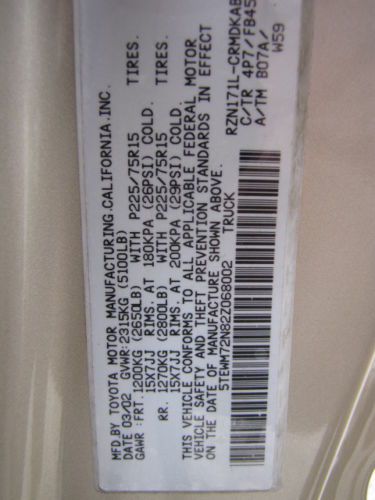 MFD BY TOYOTA MOTOR MANUFACTURING,CALIFORNIA,INC.
DATE 03/02 GVWR:2315KG (5100LB)
GAWR :FRT.1200KG (2650LB) WITH P225/75R15 TIRES.
15X7JJ RIMS. AT 180KPA (26PSI) COLD.
RR. 1270KG (2800LB) WITH P225/75R15 TIRES.
15X7JJ RIMS. AT 200KPA (29PSI) COLD.
THIS VEHICLE CONFORMS TO ALL APPLICABLE FEDERAL MOTOR
VEHICLE SAFETY AND THEFT PREVENTION STANDARDS IN EFFECT
ON THE DATE OF MANUFACTURE SHOWN ABOVE.
5TEWM72N82Z068002 TRUCK
RZN171L-CRMDKAB
C/TR 4P7/FB45
A/TM B07A/
W59